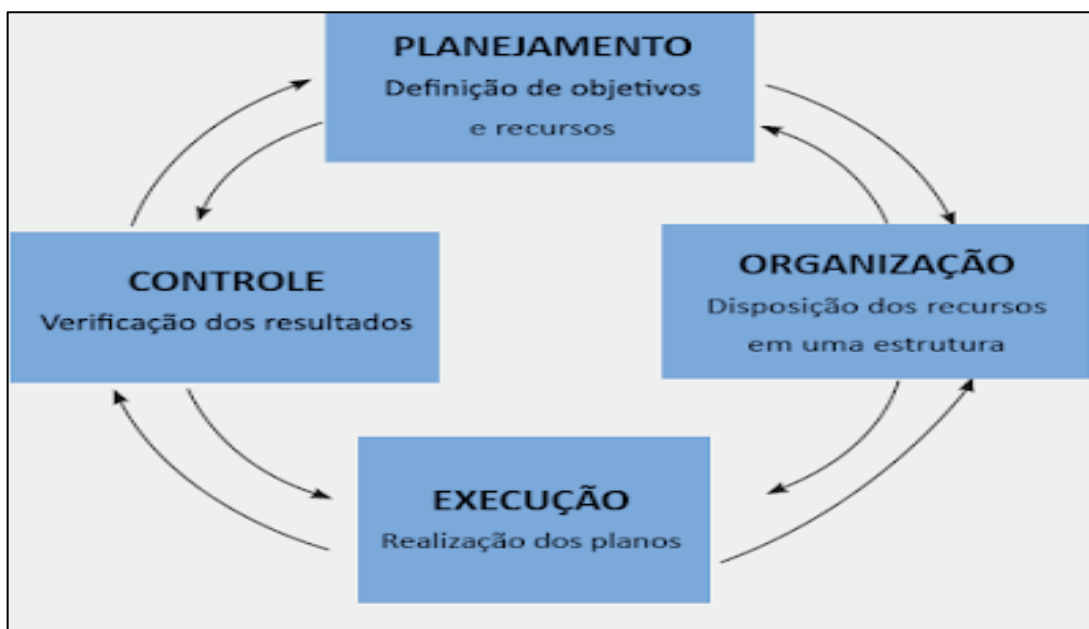 PLANEJAMENTO
Definição de objetivos
e recursos
CONTROLE
Verificação dos resultados
ORGANIZAÇÃO
Disposição dos recursos
em uma estrutura
EXECUÇÃO
Realização dos planos